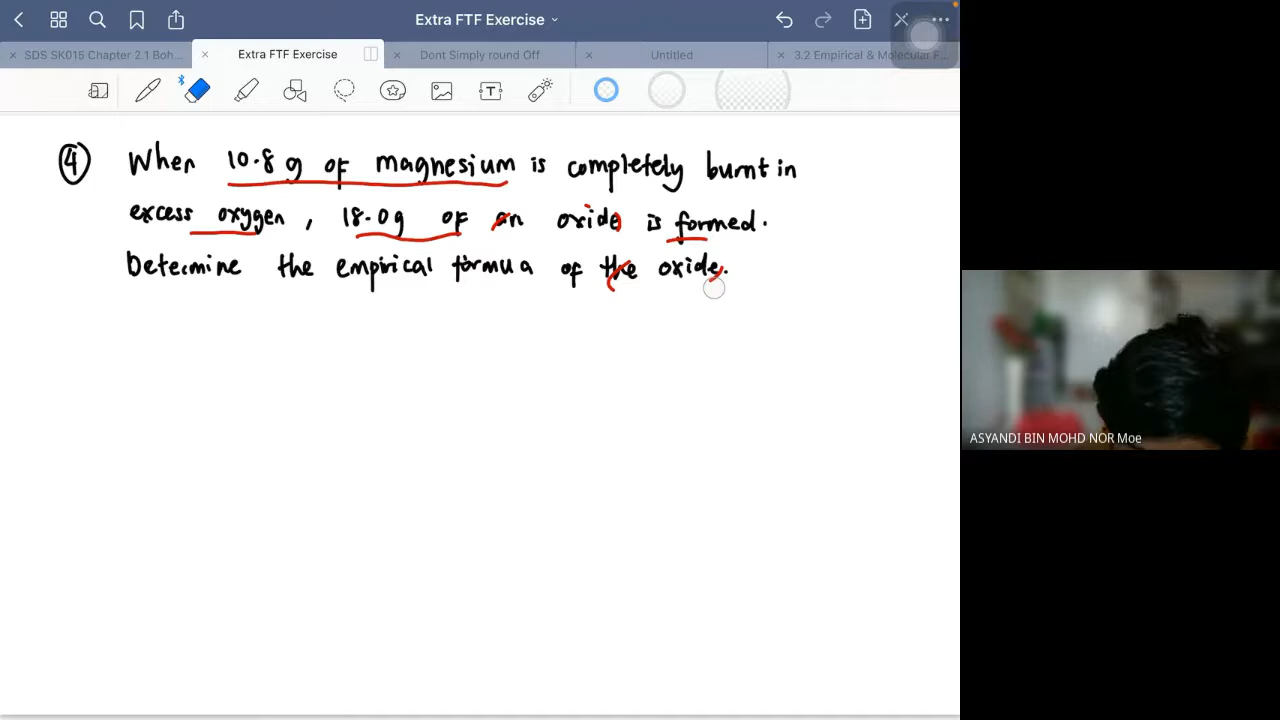 Extra FTF Exercise
SDS SK015 Chapter 2.1 Boh...
Extra FTF Exercise
Dont Simply round Off
Untitled
3.2 Empirical & Molecular F...
④ When 10.8 g of magnesium is completely burnt in
excess oxygen, 18.0g of an oxide is formed.
Determine the empirical formua of the oxide.
ASYANDI BIN MOHD NOR Moe